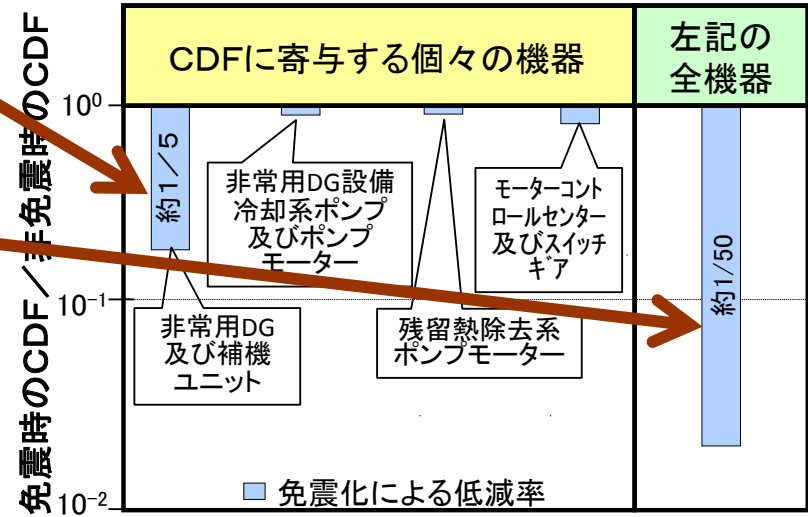 CDFに寄与する個々の機器
左記の
全機器
免震時のCDF／非免震時のCDF
10⁰
10⁻¹
10⁻²
約1／5
非常用DG設備
冷却系ポンプ
及びポンプ
モーター
モーターコント
ロールセンター
及びスイッチ
ギア
約1/50
非常用DG
及び補機
ユニット
残留熱除去系
ポンプモーター
免震化による低減率